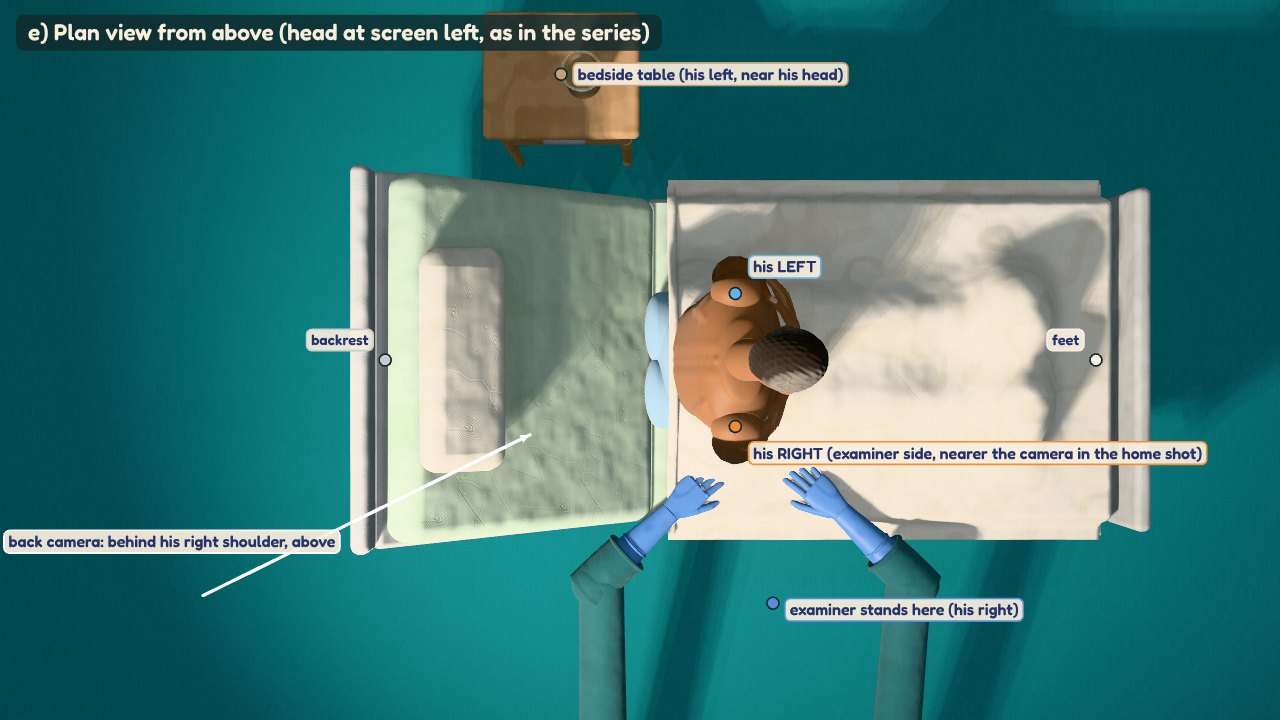 e) Plan view from above (head at screen left, as in the series)
bedside table (his left, near his head)
his LEFT
backrest
feet
his RIGHT (examiner side, nearer the camera in the home shot)
back camera: behind his right shoulder, above
examiner stands here (his right)